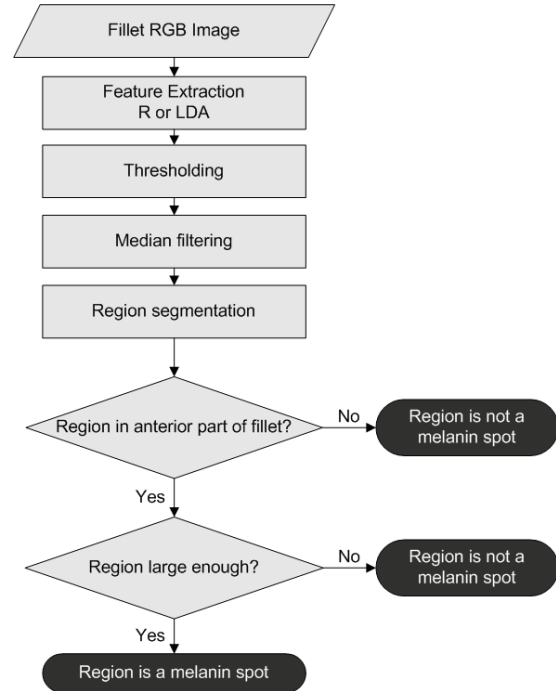 Fillet RGB Image
Feature Extraction
R or LDA
Thresholding
Median filtering
Region segmentation
Region in anterior part of fillet?
No
Region is not a
melanin spot
Yes
Region large enough?
No
Region is not a
melanin spot
Yes
Region is a melanin spot